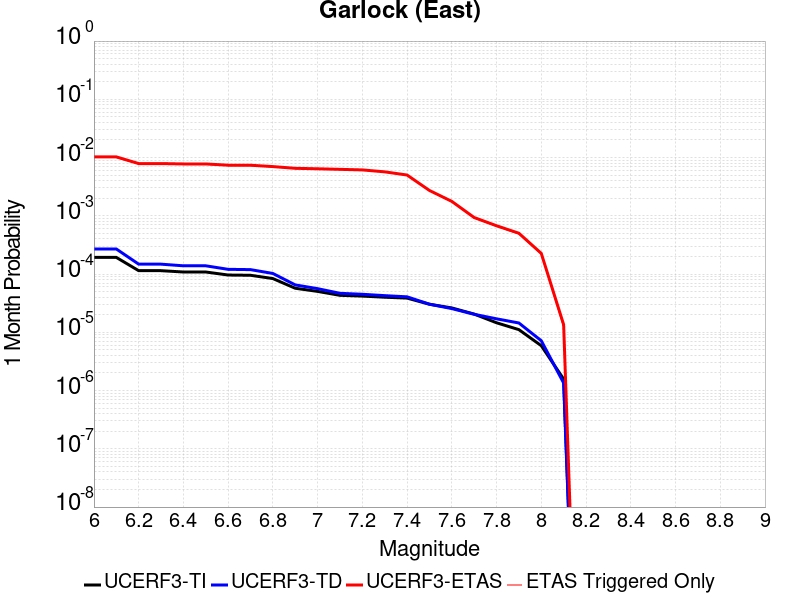 Garlock (East)
1 Month Probability
10^0
10^-1
10^-2
10^-3
10^-4
10^-5
10^-6
10^-7
10^-8
6 6.2 6.4 6.6 6.8 7 7.2 7.4 7.6 7.8 8 8.2 8.4 8.6 8.8 9
Magnitude
UCERF3-TI UCERF3-TD UCERF3-ETAS ETAS Triggered Only